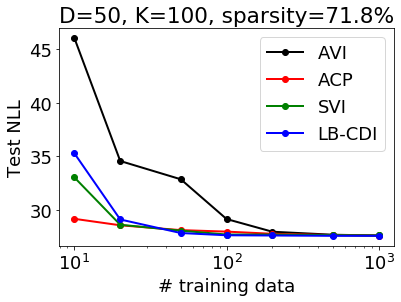 D=50, K=100, sparsity=71.8%
Test NLL
45
40
35
30
AVI
ACP
SVI
LB-CDI
10¹ 10² 10³
# training data